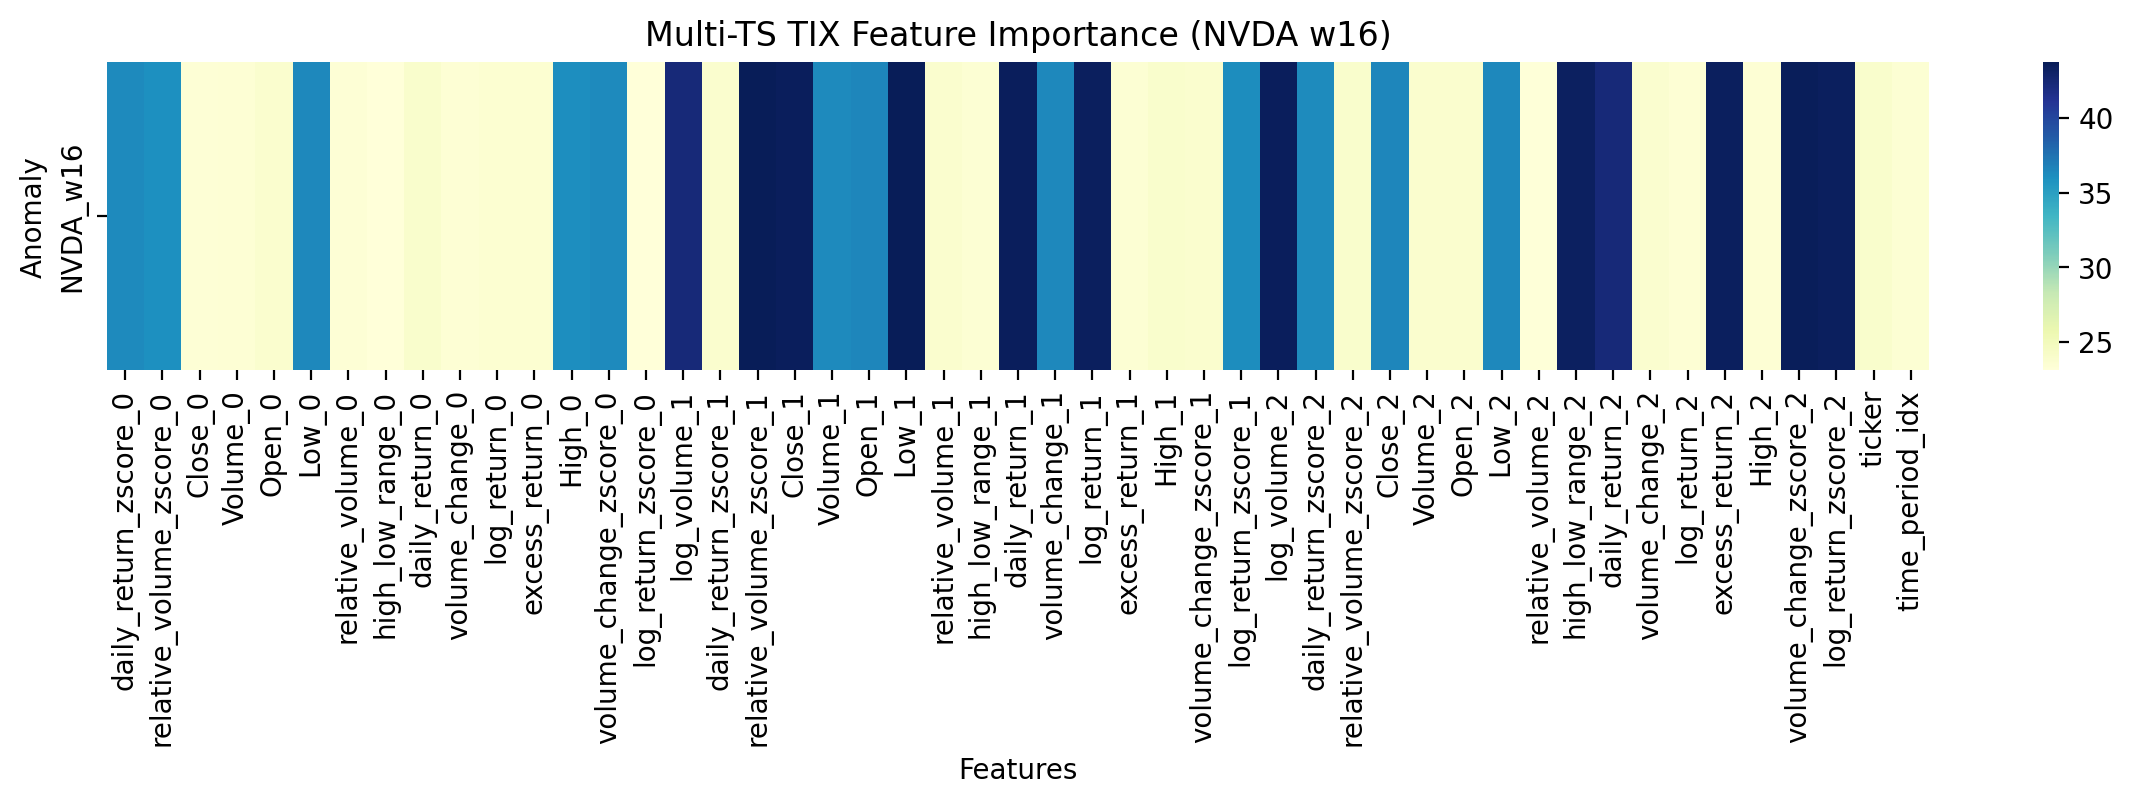 Multi-TS TIX Feature Importance (NVDA w16)
Anomaly
NVDA_w16
40
35
30
25
daily_return_zscore_0
relative_volume_zscore_0
Close_0
Volume_0
Open_0
Low_0
relative_volume_0
high_low_range_0
daily_return_0
volume_change_0
log_return_0
excess_return_0
High_0
volume_change_zscore_0
log_return_zscore_0
log_volume_1
daily_return_zscore_1
relative_volume_zscore_1
Close_1
Volume_1
Open_1
Low_1
relative_volume_1
high_low_range_1
daily_return_1
volume_change_1
log_return_1
excess_return_1
High_1
volume_change_zscore_1
log_return_zscore_1
log_volume_2
daily_return_zscore_2
relative_volume_zscore_2
Close_2
Volume_2
Open_2
Low_2
relative_volume_2
high_low_range_2
daily_return_2
volume_change_2
log_return_2
excess_return_2
High_2
volume_change_zscore_2
log_return_zscore_2
ticker
time_period_idx
Features